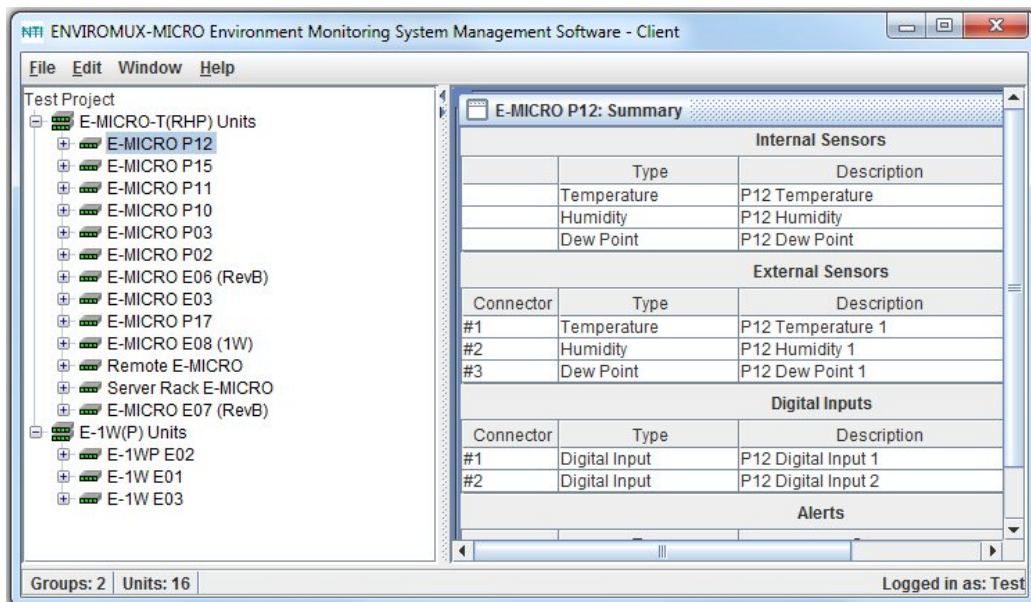 NTI ENVIROMUX-MICRO Environment Monitoring System Management Software - Client
File Edit Window Help
Test Project
E-MICRO-T(RHP) Units
E-MICRO P12
E-MICRO P15
E-MICRO P11
E-MICRO P10
E-MICRO P03
E-MICRO P02
E-MICRO E06 (RevB)
E-MICRO E03
E-MICRO P17
E-MICRO E08 (1W)
Remote E-MICRO
Server Rack E-MICRO
E-MICRO E07 (RevB)
E-1W(P) Units
E-1WP E02
E-1W E01
E-1W E03
E-MICRO P12: Summary
Internal Sensors
Type Description
Temperature P12 Temperature
Humidity P12 Humidity
Dew Point P12 Dew Point
External Sensors
Connector Type Description
#1 Temperature P12 Temperature 1
#2 Humidity P12 Humidity 1
#3 Dew Point P12 Dew Point 1
Digital Inputs
Connector Type Description
#1 Digital Input P12 Digital Input 1
#2 Digital Input P12 Digital Input 2
Alerts
Groups: 2 Units: 16 Logged in as: Test